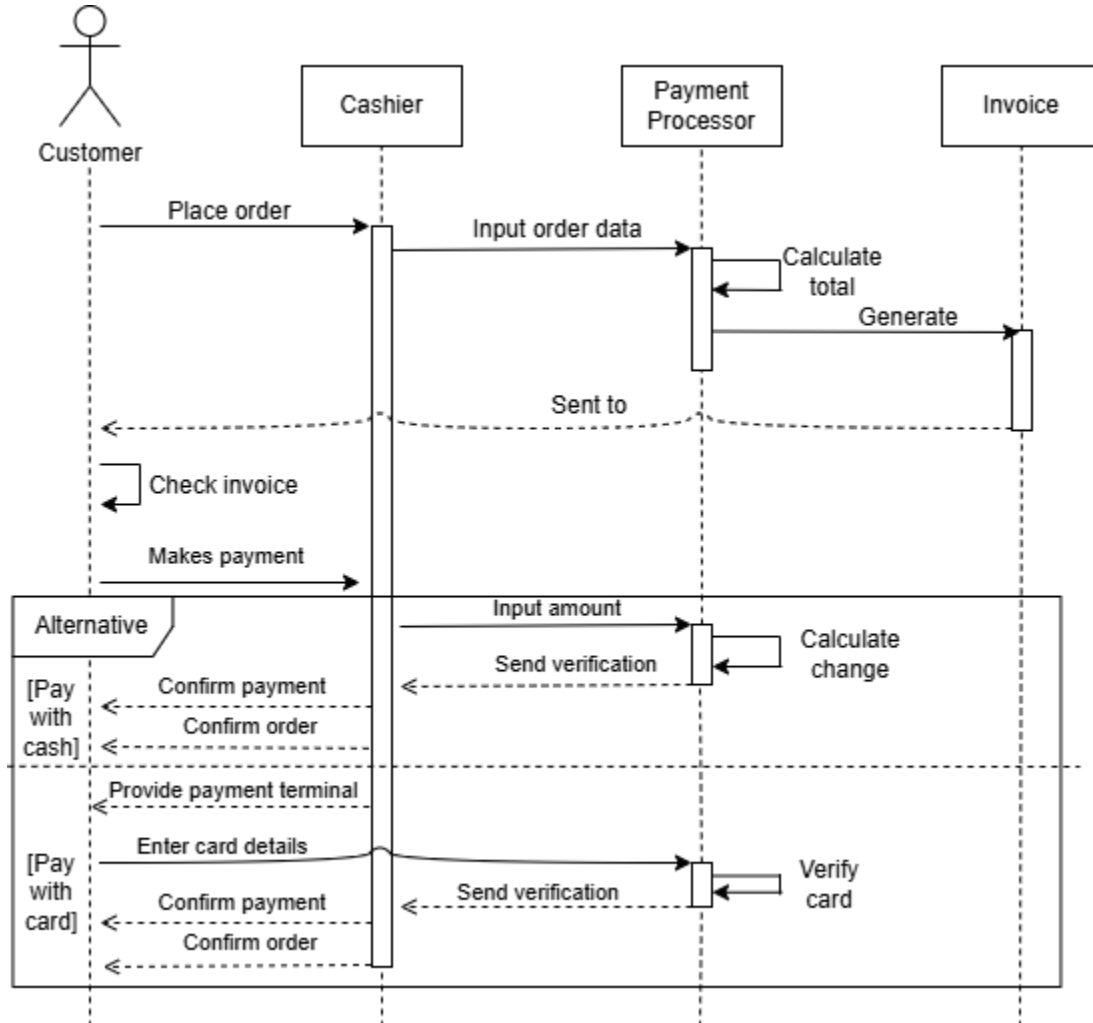 Customer
Cashier
Payment
Processor
Invoice
Place order
Input order data
Calculate
total
Generate
Sent to
Check invoice
Makes payment
Alternative
Input amount
Calculate
change
Send verification
[Pay
with
cash]
Confirm payment
Confirm order
Provide payment terminal
Enter card details
[Pay
with
card]
Verify
card
Send verification
Confirm payment
Confirm order